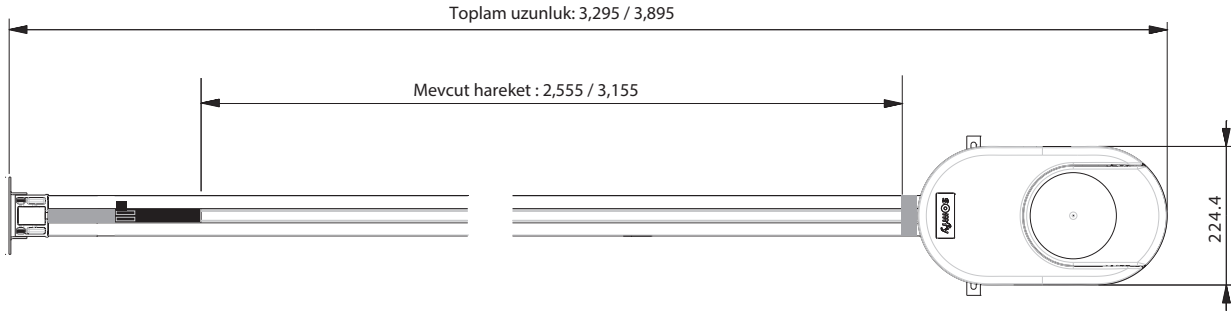 Toplam uzunluk: 3,295 / 3,895
Mevcut hareket : 2,555 / 3,155
somfy
224.4